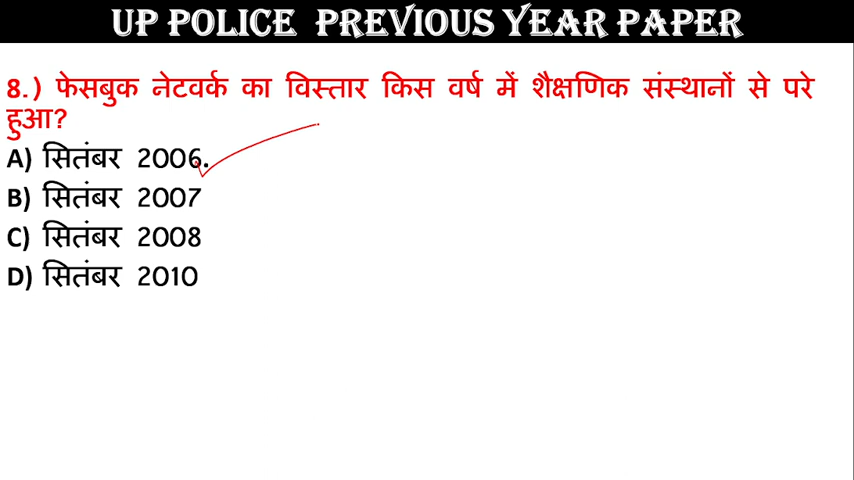 UP POLICE PREVIOUS YEAR PAPER
8.) फेसबुक नेटवर्क का विस्तार किस वर्ष में शैक्षणिक संस्थानों से परे
हुआ?
A) सितंबर 2006.
B) सितंबर 2007
C) सितंबर 2008
D) सितंबर 2010